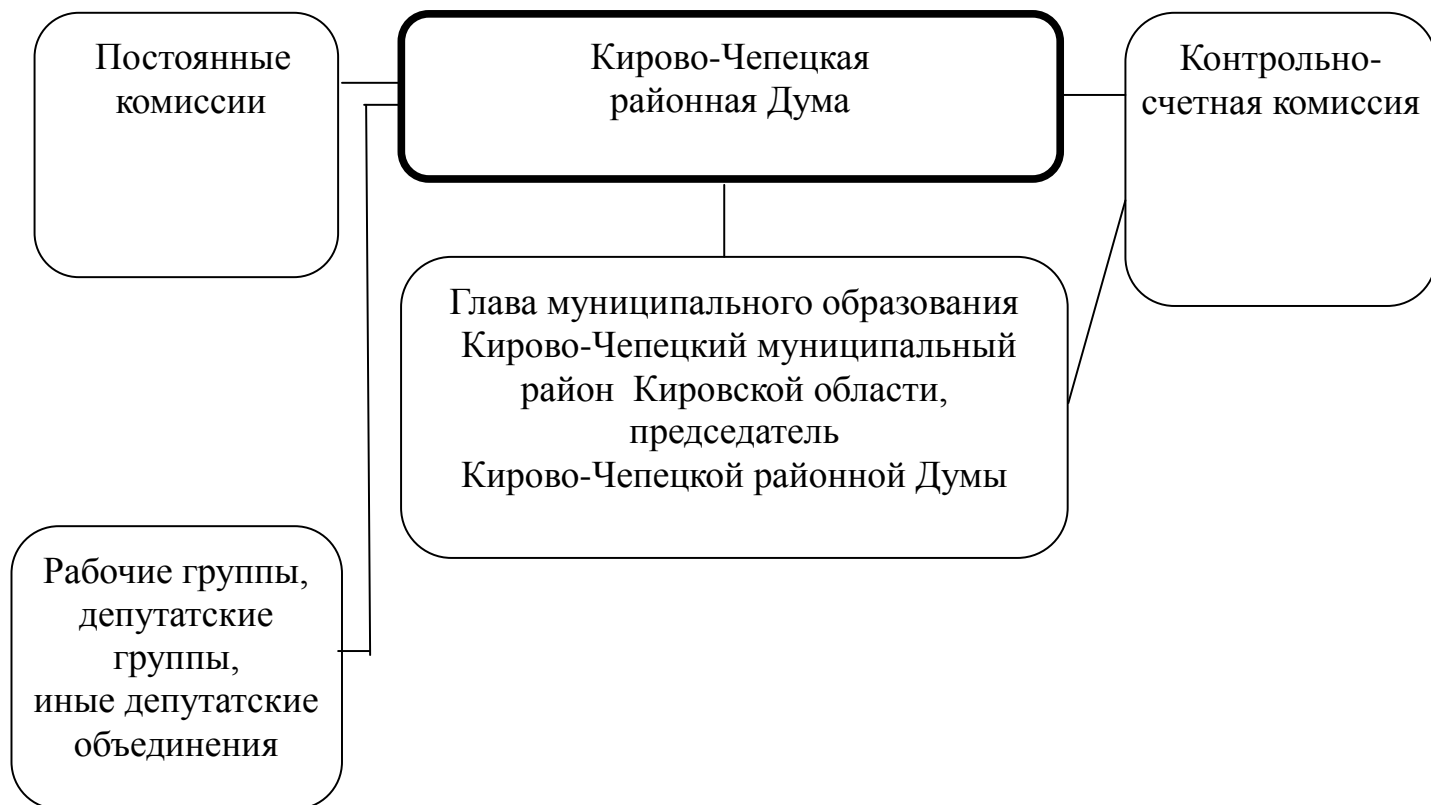 Постоянные
комиссии
Кирово-Чепецкая
районная Дума
Контрольно-
счетная комиссия
Глава муниципального образования
Кирово-Чепецкий муниципальный
район Кировской области,
председатель
Кирово-Чепецкой районной Думы
Рабочие группы,
депутатские
группы,
иные депутатские
объединения